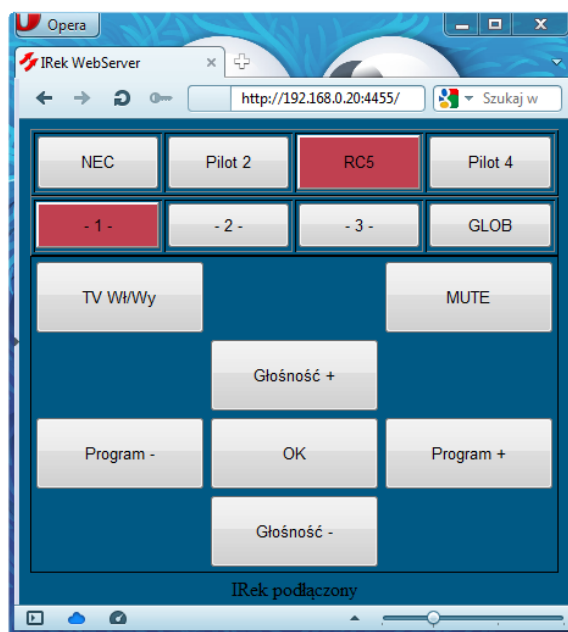 Opera
IRek WebServer
http://192.168.0.20:4455/ Szukaj w
NEC Pilot 2 RC5 Pilot 4
- 1 - - 2 - - 3 - GLOB
TV Wł/Wy MUTE
Głośność +
Program - OK Program +
Głośność -
IRek podłączony